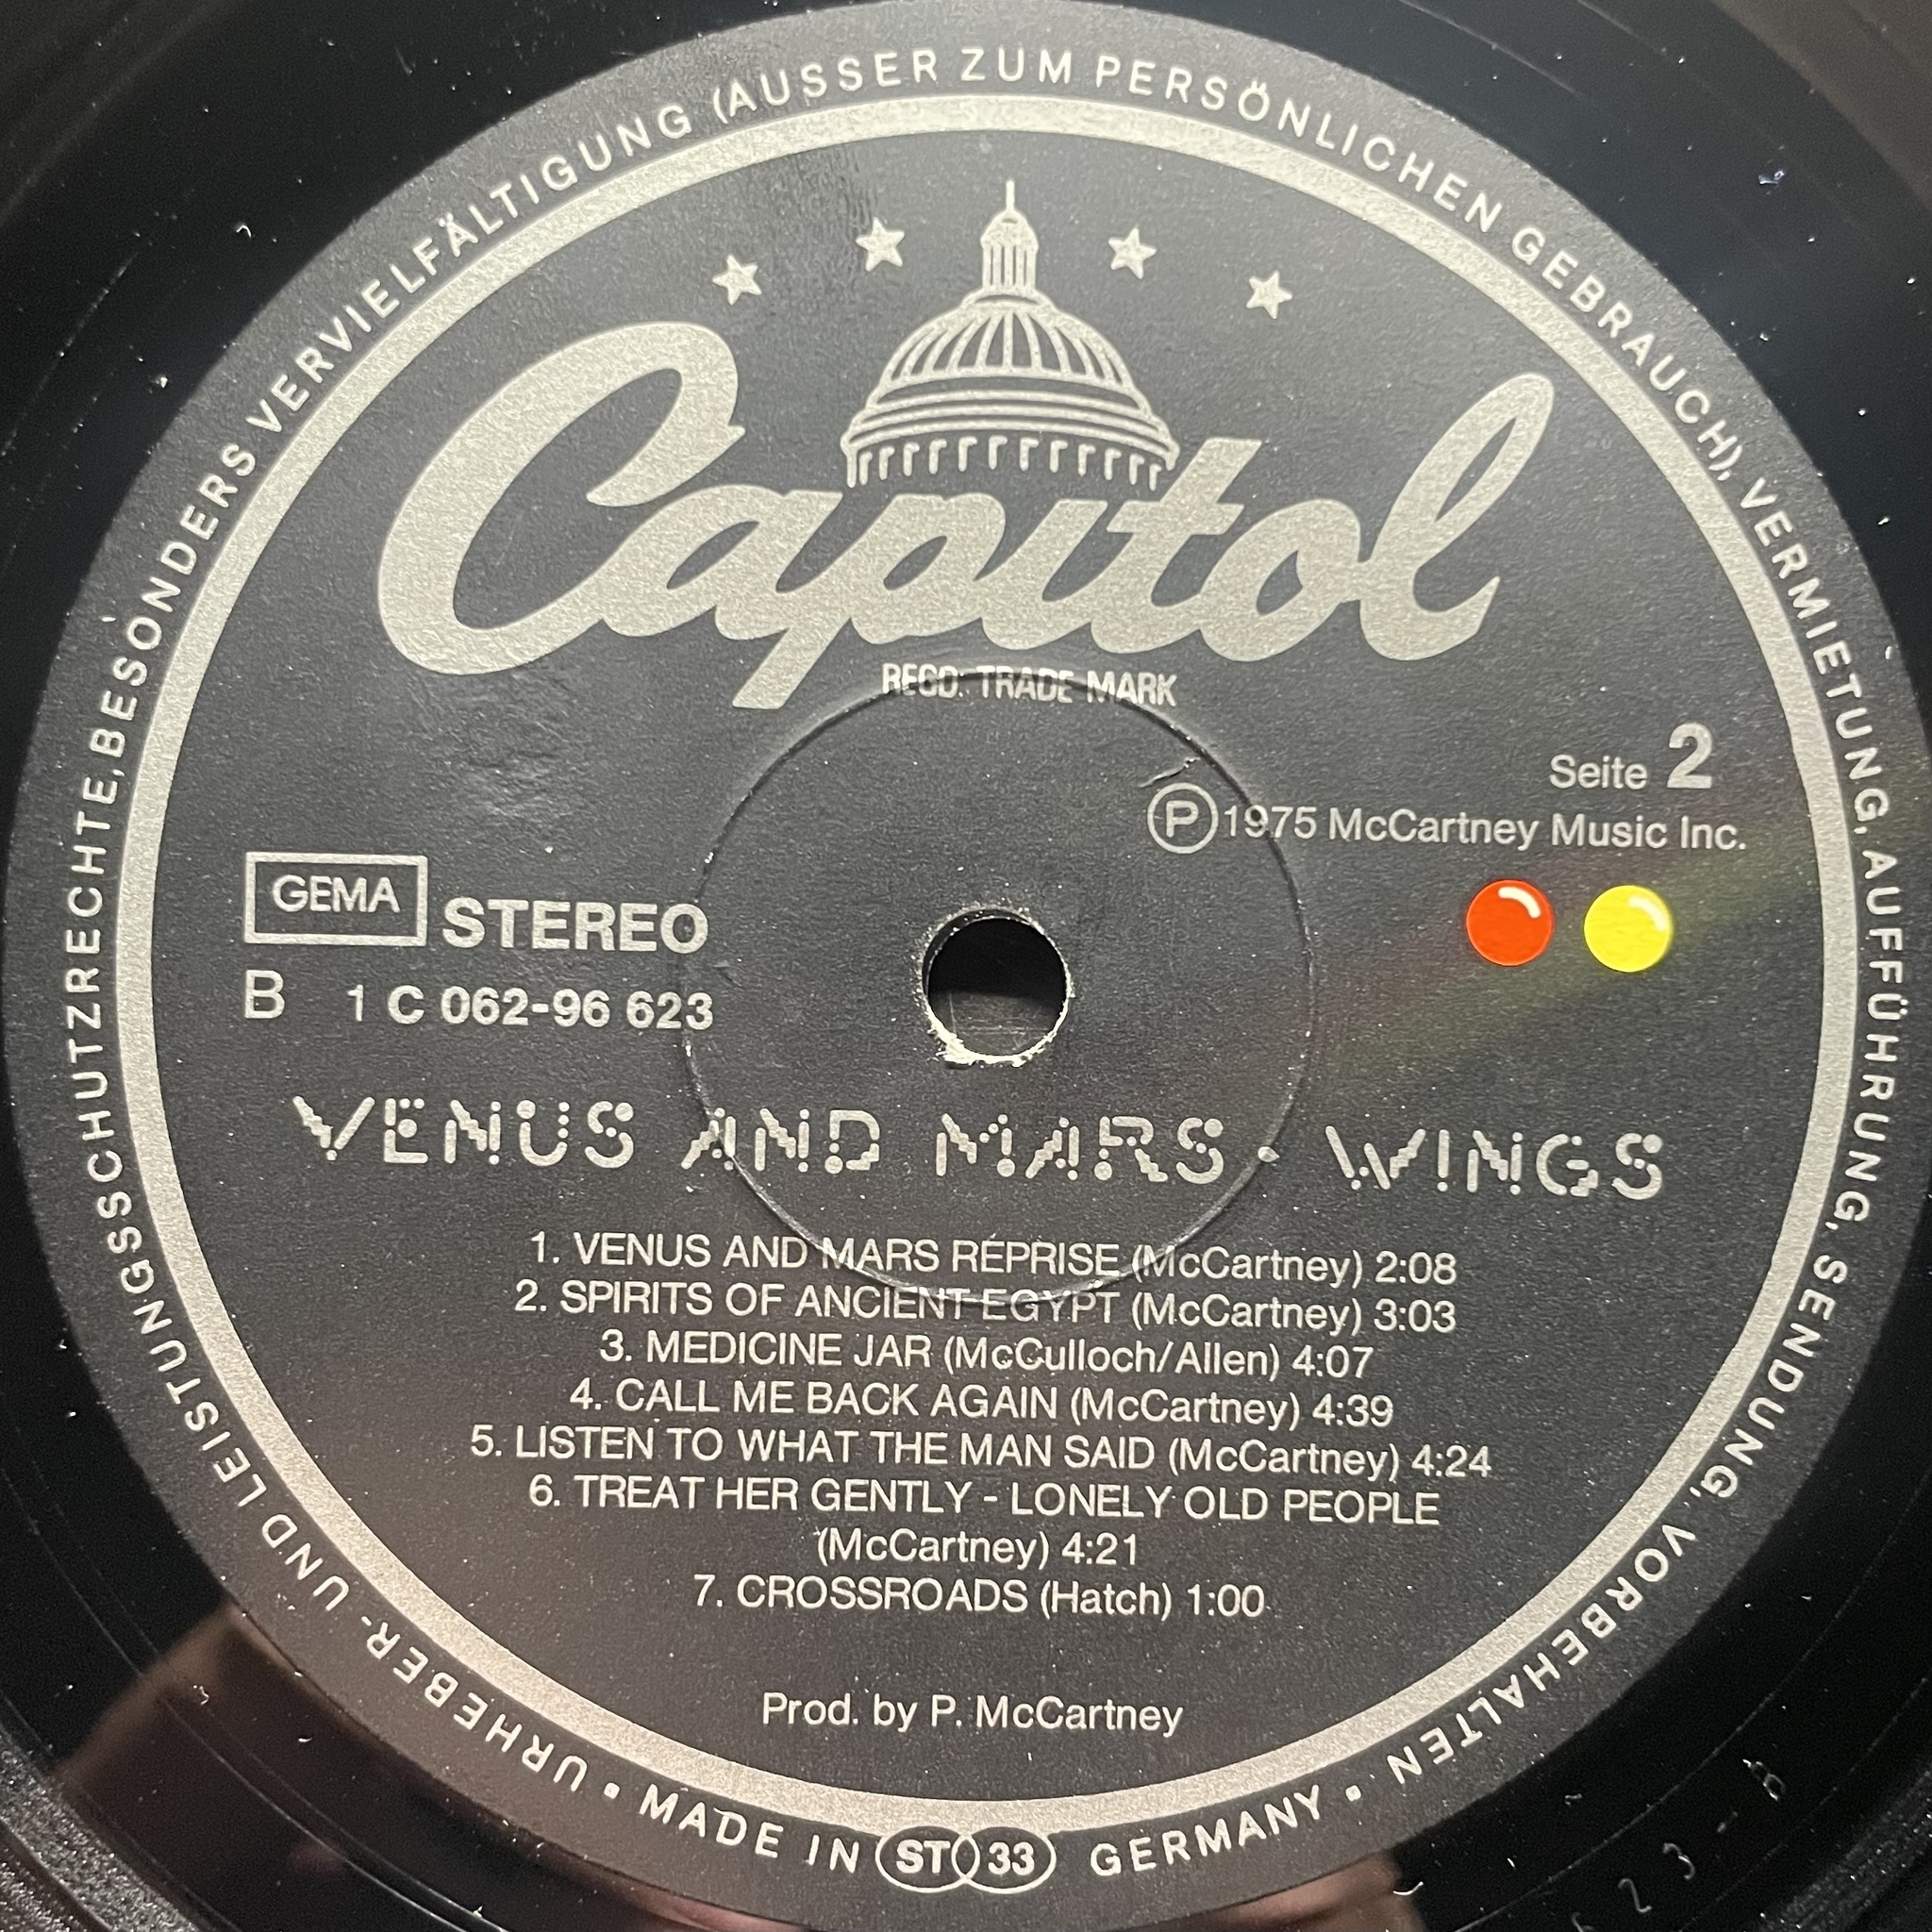 URHEBER- UND LEISTUNGSSCHUTZRECHTE, BESONDERS VERVIELFÄLTIGUNG (AUSSER ZUM PERSÖNLICHEN GEBRAUCH), VERMIETUNG, AUFFÜHRUNG, SENDUNG, VORBEHALTEN
Capitol
REGD. TRADE MARK
Seite 2
Ⓟ1975 McCartney Music Inc.
GEMA STEREO
B 1 C 062-96 623
VENUS AND MARS · WINGS
1. VENUS AND MARS REPRISE (McCartney) 2:08
2. SPIRITS OF ANCIENT EGYPT (McCartney) 3:03
3. MEDICINE JAR (McCulloch/Allen) 4:07
4. CALL ME BACK AGAIN (McCartney) 4:39
5. LISTEN TO WHAT THE MAN SAID (McCartney) 4:24
6. TREAT HER GENTLY - LONELY OLD PEOPLE
(McCartney) 4:21
7. CROSSROADS (Hatch) 1:00
Prod. by P. McCartney
• MADE IN ST 33 GERMANY •